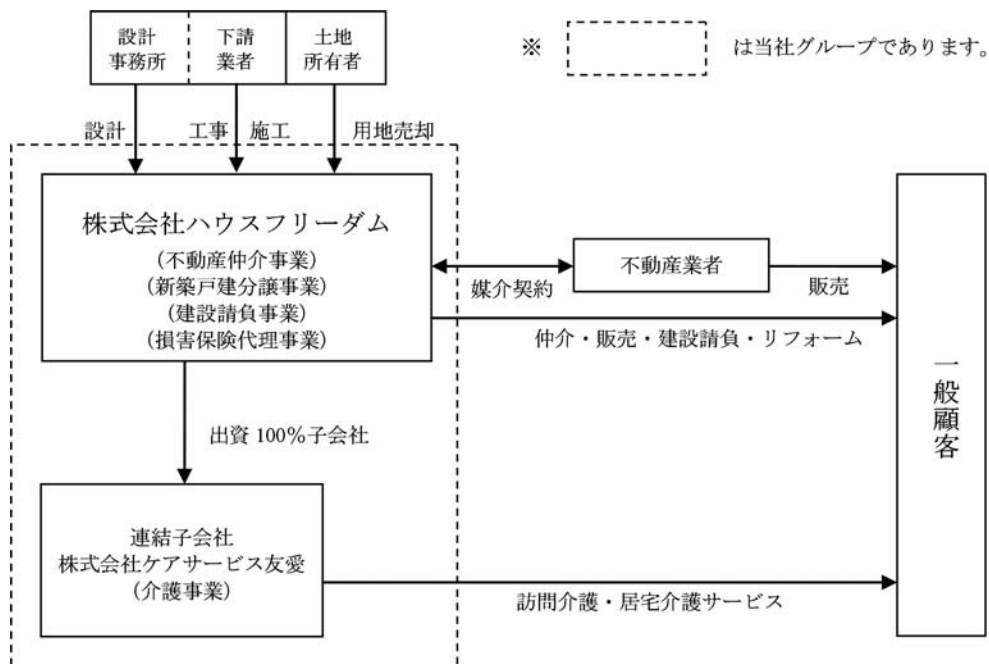 設計
事務所
下請
業者
土地
所有者
※
は当社グループであります。
設計
工事
施工
用地売却
株式会社ハウスフリーダム
(不動産仲介事業)
(新築戸建分譲事業)
(建設請負事業)
(損害保険代理事業)
不動産業者
媒介契約
販売
仲介・販売・建設請負・リフォーム
一般顧客
出資 100％子会社
連結子会社
株式会社ケアサービス友愛
(介護事業)
訪問介護・居宅介護サービス